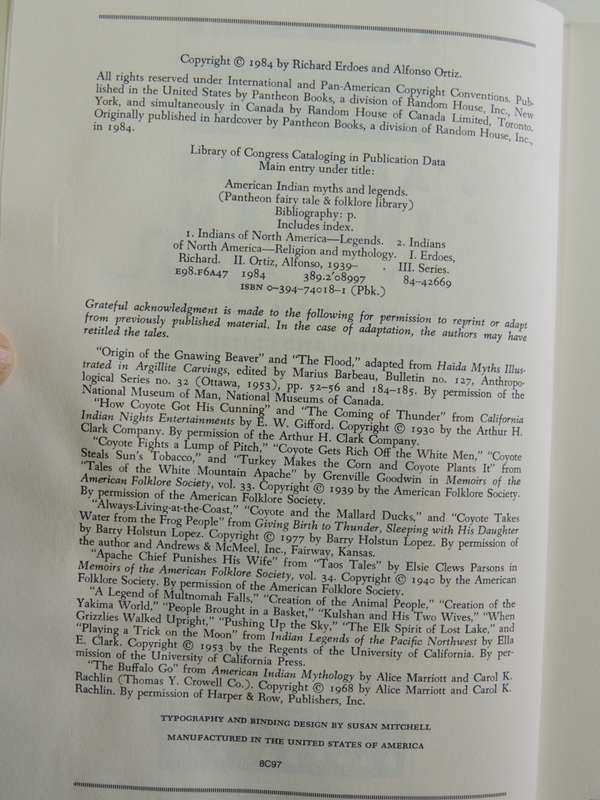 Copyright © 1984 by Richard Erdoes and Alfonso Ortiz.
All rights reserved under International and Pan-American Copyright Conventions. Pub-
lished in the United States by Pantheon Books, a division of Random House, Inc., New
York, and simultaneously in Canada by Random House of Canada Limited, Toronto.
Originally published in hardcover by Pantheon Books, a division of Random House, Inc.,
in 1984.
Library of Congress Cataloging in Publication Data
Main entry under title:
American Indian myths and legends.
(Pantheon fairy tale & folklore library)
Bibliography: p.
Includes index.
1. Indians of North America—Legends. 2. Indians
of North America—Religion and mythology. I. Erdoes,
Richard. II. Ortiz, Alfonso, 1939– . III. Series.
E98.F6A47 1984 389.2'08997 84-42669
ISBN 0-394-74018-1 (Pbk.)
Grateful acknowledgment is made to the following for permission to reprint or adapt
from previously published material. In the case of adaptation, the authors may have
retitled the tales.
"Origin of the Gnawing Beaver" and "The Flood," adapted from Haida Myths Illus-
trated in Argillite Carvings, edited by Marius Barbeau, Bulletin no. 127, Anthropo-
logical Series no. 32 (Ottawa, 1953), pp. 52–56 and 184–185. By permission of the
National Museum of Man, National Museums of Canada.
"How Coyote Got His Cunning" and "The Coming of Thunder" from California
Indian Nights Entertainments by E. W. Gifford. Copyright © 1930 by the Arthur H.
Clark Company. By permission of the Arthur H. Clark Company.
"Coyote Fights a Lump of Pitch," "Coyote Gets Rich Off the White Men," "Coyote
Steals Sun's Tobacco," and "Turkey Makes the Corn and Coyote Plants It" from
"Tales of the White Mountain Apache" by Grenville Goodwin in Memoirs of the
American Folklore Society, vol. 33. Copyright © 1939 by the American Folklore Society.
By permission of the American Folklore Society.
"Always-Living-at-the-Coast," "Coyote and the Mallard Ducks," and "Coyote Takes
Water from the Frog People" from Giving Birth to Thunder, Sleeping with His Daughter
by Barry Holstun Lopez. Copyright © 1977 by Barry Holstun Lopez. By permission of
the author and Andrews & McMeel, Inc., Fairway, Kansas.
"Apache Chief Punishes His Wife" from "Taos Tales" by Elsie Clews Parsons in
Memoirs of the American Folklore Society, vol. 34. Copyright © 1940 by the American
Folklore Society. By permission of the American Folklore Society.
"A Legend of Multnomah Falls," "Creation of the Animal People," "Creation of the
Yakima World," "People Brought in a Basket," "Kulshan and His Two Wives," "When
Grizzlies Walked Upright," "Pushing Up the Sky," "The Elk Spirit of Lost Lake," and
"Playing a Trick on the Moon" from Indian Legends of the Pacific Northwest by Ella
E. Clark. Copyright © 1953 by the Regents of the University of California. By per-
mission of the University of California Press.
"The Buffalo Go" from American Indian Mythology by Alice Marriott and Carol K.
Rachlin (Thomas Y. Crowell Co.). Copyright © 1968 by Alice Marriott and Carol K.
Rachlin. By permission of Harper & Row, Publishers, Inc.
TYPOGRAPHY AND BINDING DESIGN BY SUSAN MITCHELL
MANUFACTURED IN THE UNITED STATES OF AMERICA
8C97